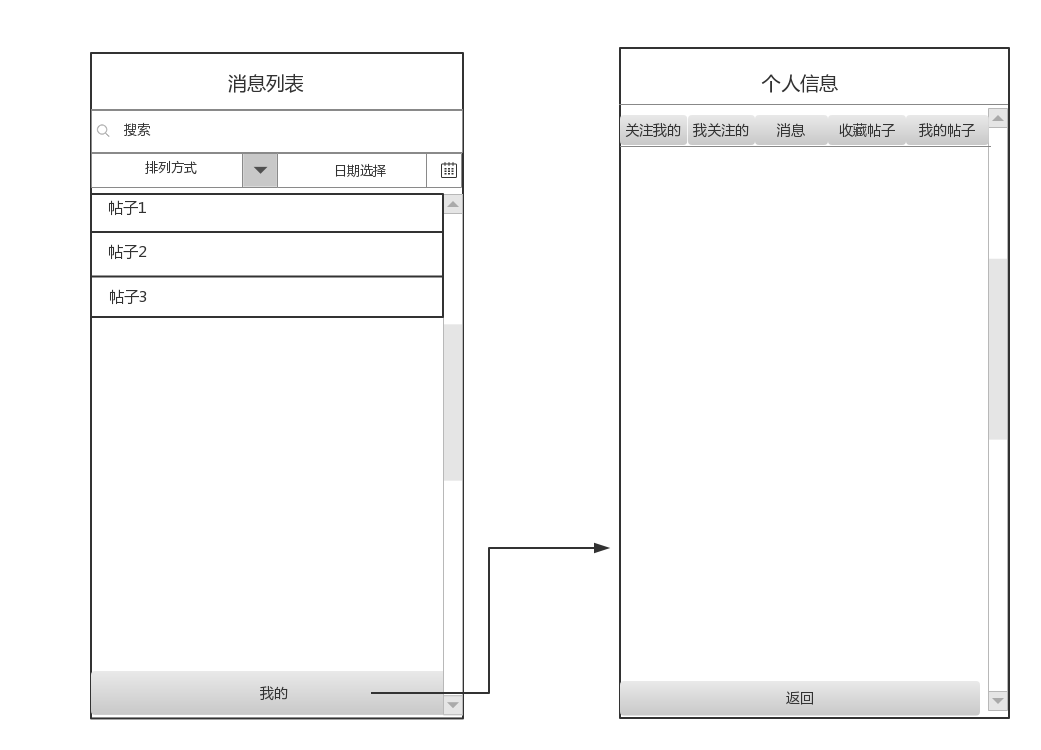 消息列表
搜索
排列方式
日期选择
帖子1
帖子2
帖子3
我的
个人信息
关注我的 我关注的 消息 收藏帖子 我的帖子
返回